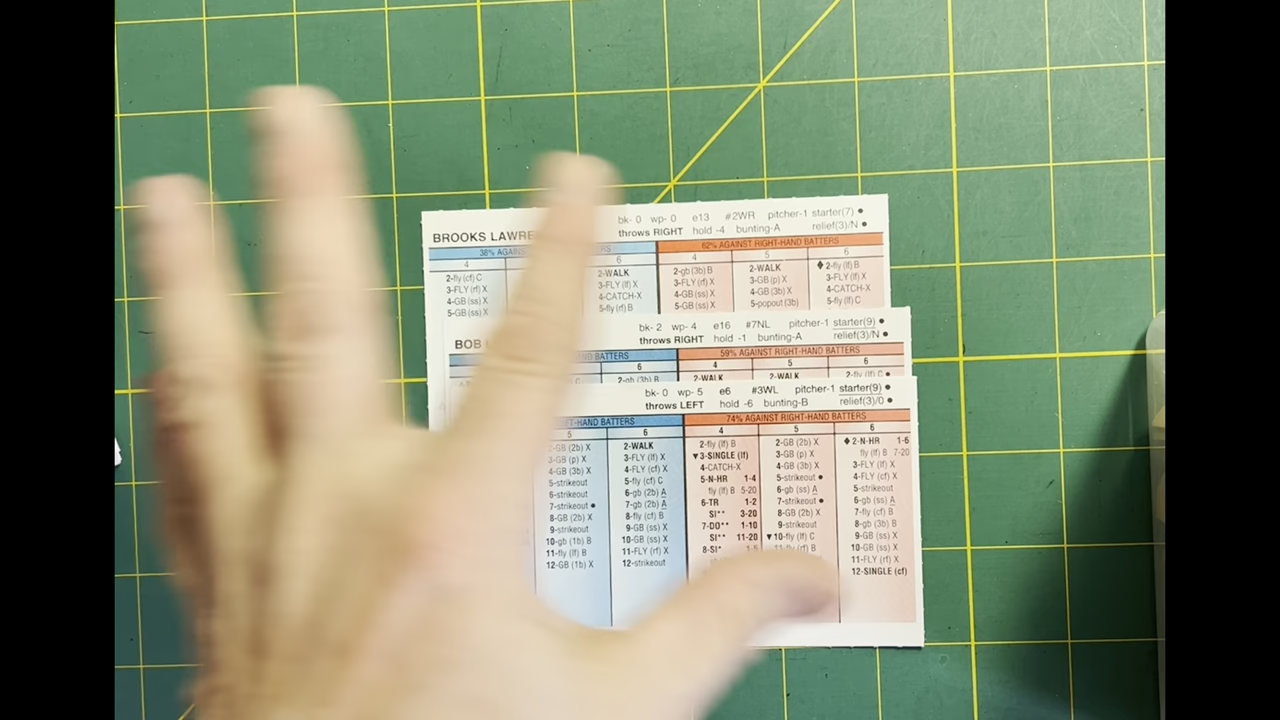 bk- 0 wp- 0 e13 #2WR pitcher-1 starter(7) ●
BROOKS throws RIGHT hold -4 bunting-A relief(3)/N ●
38% 62% AGAINST RIGHT-HAND BATTERS
4 6 4 5 6
2-fly (cf) C 2-WALK 2-gb (3b) B 2-WALK ♦ 2-fly (lf) B
3-FLY (rf) X 3-FLY (lf) X 3-FLY (rf) X 3-GB (p) X 3-FLY (lf) X
4-GB (ss) X 4-CATCH-X 4-GB (ss) X 4-GB (3b) X 4-CATCH-X
5-GB (ss) X 5-fly (rf) B 5-GB (ss) X 5-popout (3b) 5-fly (lf) C
bk- 2 wp- 4 e16 #7NL pitcher-1 starter(9) ●
BOB throws RIGHT hold -1 bunting-A relief(3)/N ●
BATTERS 59% AGAINST RIGHT-HAND BATTERS
6 4 5 6
2-gb (3b) B 2-WALK 2-WALK 2-fly (lf) C ●
bk- 0 wp- 5 e6 #3WL pitcher-1 starter(9) ●
throws LEFT hold -6 bunting-B relief(3)/0 ●
BATTERS 74% AGAINST RIGHT-HAND BATTERS
5 6 4 5 6
2-GB (2b) X 2-WALK 2-fly (lf) B 2-GB (2b) X ♦ 2-N-HR 1-6
3-GB (p) X 3-FLY (lf) X ▼3-SINGLE (lf) 3-GB (p) X fly (lf) B 7-20
4-GB (3b) X 4-FLY (cf) X 4-CATCH-X 4-GB (3b) X 3-FLY (lf) X
5-strikeout 5-fly (cf) C 5-N-HR 1-4 5-strikeout ● 4-FLY (cf) X
6-strikeout 6-gb (2b) A fly (lf) B 5-20 6-gb (ss) A 5-strikeout
7-strikeout ● 7-gb (2b) A 6-TR 1-2 7-strikeout ● 6-gb (ss) A
8-GB (2b) X 8-fly (cf) B SI** 3-20 8-GB (2b) X 7-fly (cf) B
9-strikeout 9-GB (ss) X 7-DO** 1-10 9-strikeout 8-gb (3b) B
10-gb (1b) B 10-GB (ss) X SI** 11-20 ▼10-fly (lf) C 9-GB (ss) X
11-fly (lf) B 11-FLY (rf) X 8-SI* 10-GB (ss) X
12-GB (1b) X 12-strikeout 11-FLY (rf) X
12-SINGLE (cf)